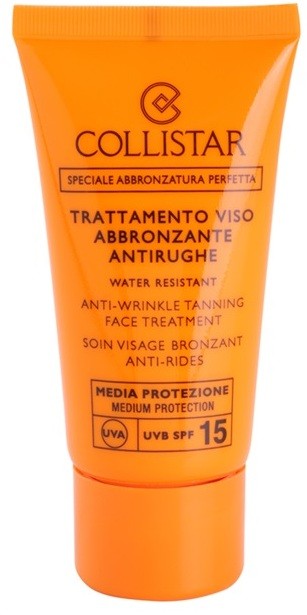 COLLISTAR
SPECIALE ABBRONZATURA PERFETTA
TRATTAMENTO VISO
ABBRONZANTE
ANTIRUGHE
WATER RESISTANT
ANTI-WRINKLE TANNING
FACE TREATMENT
SOIN VISAGE BRONZANT
ANTI-RIDES
MEDIA PROTEZIONE
MEDIUM PROTECTION
UVA UVB SPF 15